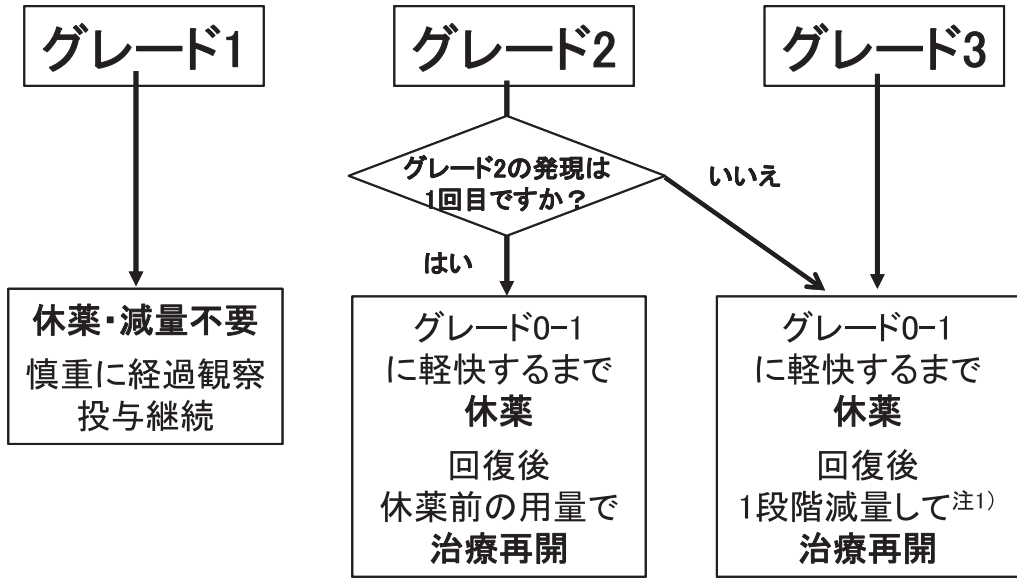 グレード1
グレード2
グレード3
グレード2の発現は
1回目ですか？
いいえ
はい
休薬・減量不要
慎重に経過観察
投与継続
グレード0-1
に軽快するまで
休薬
回復後
休薬前の用量で
治療再開
グレード0-1
に軽快するまで
休薬
回復後
1段階減量して注1)
治療再開